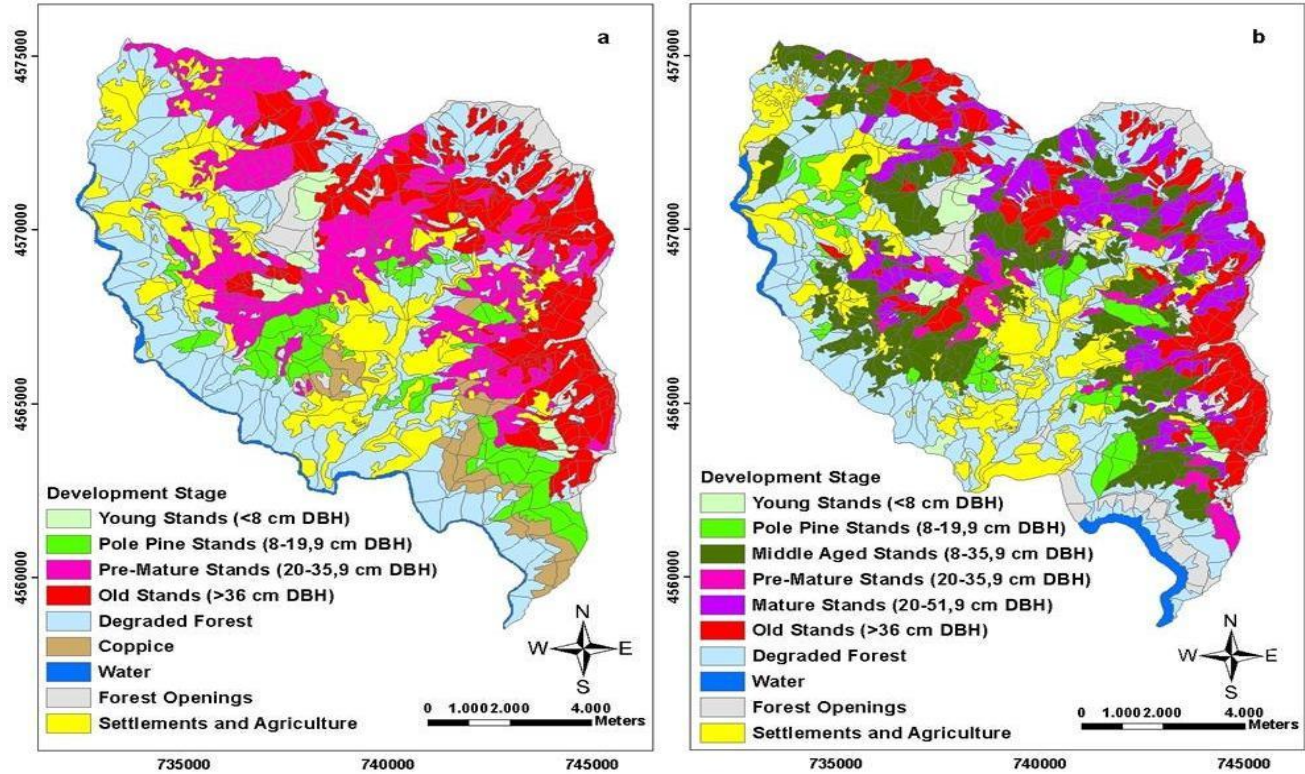 a
4575000
4570000
4565000
4560000
Development Stage
Young Stands (<8 cm DBH)
Pole Pine Stands (8-19,9 cm DBH)
Pre-Mature Stands (20-35,9 cm DBH)
Old Stands (>36 cm DBH)
Degraded Forest
Coppice
Water
Forest Openings
Settlements and Agriculture
N
W E
S
0 1.000 2.000 4.000
Meters
735000 740000 745000
b
4575000
4570000
4565000
4560000
Development Stage
Young Stands (<8 cm DBH)
Pole Pine Stands (8-19,9 cm DBH)
Middle Aged Stands (8-35,9 cm DBH)
Pre-Mature Stands (20-35,9 cm DBH)
Mature Stands (20-51,9 cm DBH)
Old Stands (>36 cm DBH)
Degraded Forest
Water
Forest Openings
Settlements and Agriculture
N
W E
S
0 1.000 2.000 4.000
Meters
735000 740000 745000